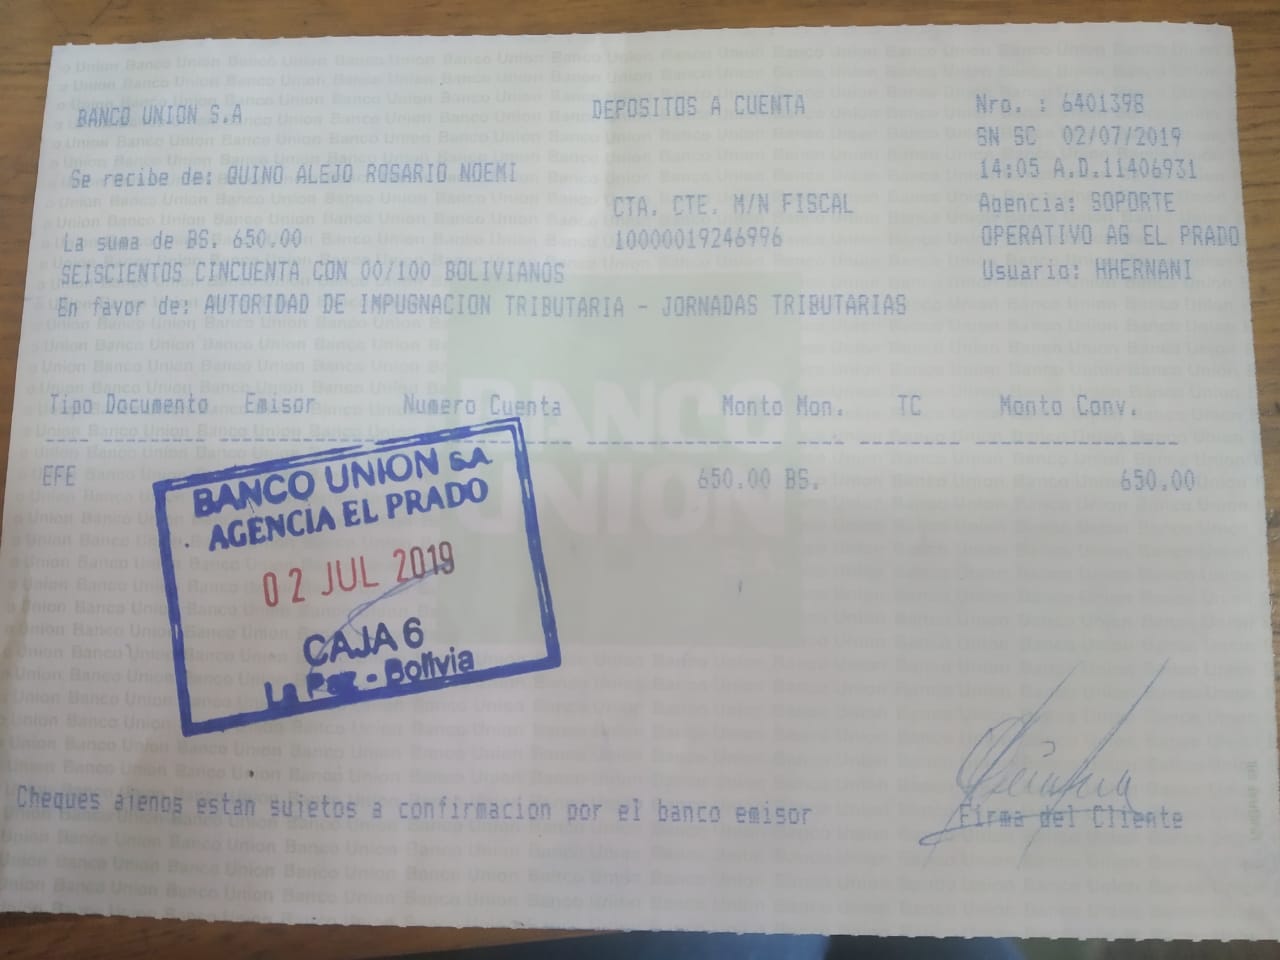 BANCO UNION S.A
DEPOSITOS A CUENTA
Nro. : 6401398
SN SC 02/07/2019
14:05 A.D.11406931
Se recibe de: QUINO ALEJO ROSARIO NOEMI
CTA. CTE. M/N FISCAL
Agencia: SOPORTE
La suma de BS. 650.00
10000019246996
OPERATIVO AG EL PRADO
SEISCIENTOS CINCUENTA CON 00/100 BOLIVIANOS
Usuario: HHERNANI
En favor de: AUTORIDAD DE IMPUGNACION TRIBUTARIA - JORNADAS TRIBUTARIAS
Tipo Documento Emisor Numero Cuenta Monto Mon. TC Monto Conv.
EFE 650.00 BS. 650.00
BANCO UNION SA
AGENCIA EL PRADO
02 JUL 2019
CAJA 6
La Paz - Bolivia
BANCO
UNION
Cheques ajenos estan sujetos a confirmacion por el banco emisor
Firma del Cliente